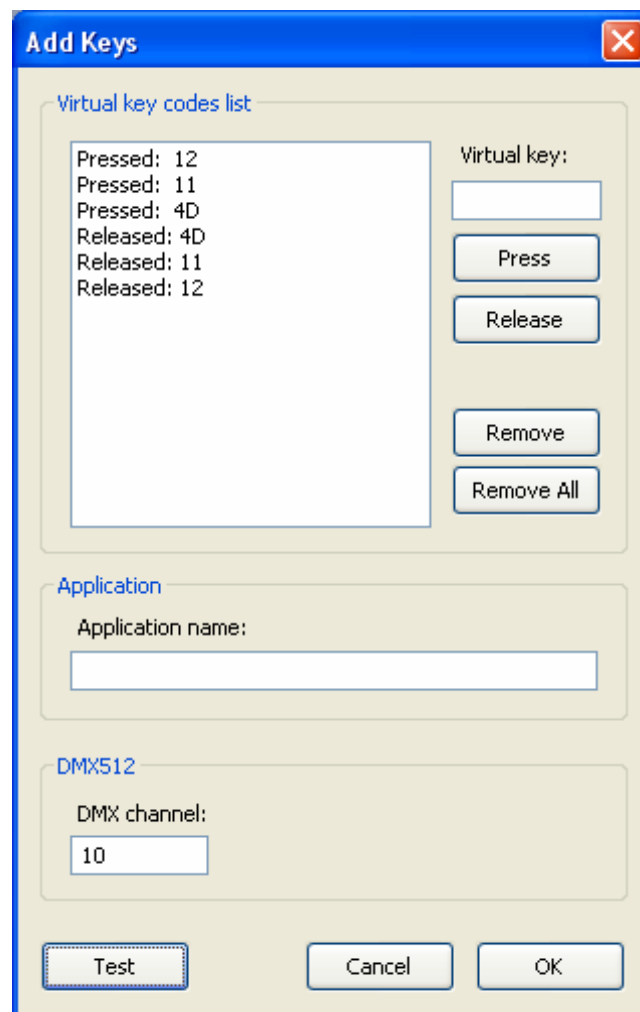 Add Keys
Virtual key codes list
Pressed: 12
Pressed: 11
Pressed: 4D
Released: 4D
Released: 11
Released: 12
Virtual key:
Press
Release
Remove
Remove All
Application
Application name:
DMX512
DMX channel:
10
Test Cancel OK